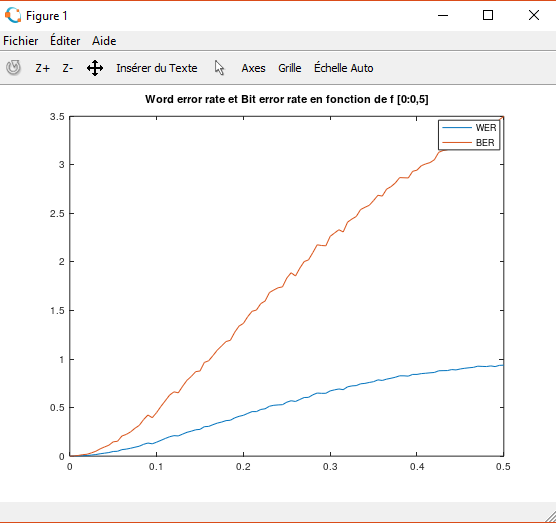 Figure 1
Fichier Éditer Aide
Z+ Z- Insérer du Texte Axes Grille Échelle Auto
Word error rate et Bit error rate en fonction de f [0:0,5]
3.5
WER
BER
3
2.5
2
1.5
1
0.5
0
0 0.1 0.2 0.3 0.4 0.5